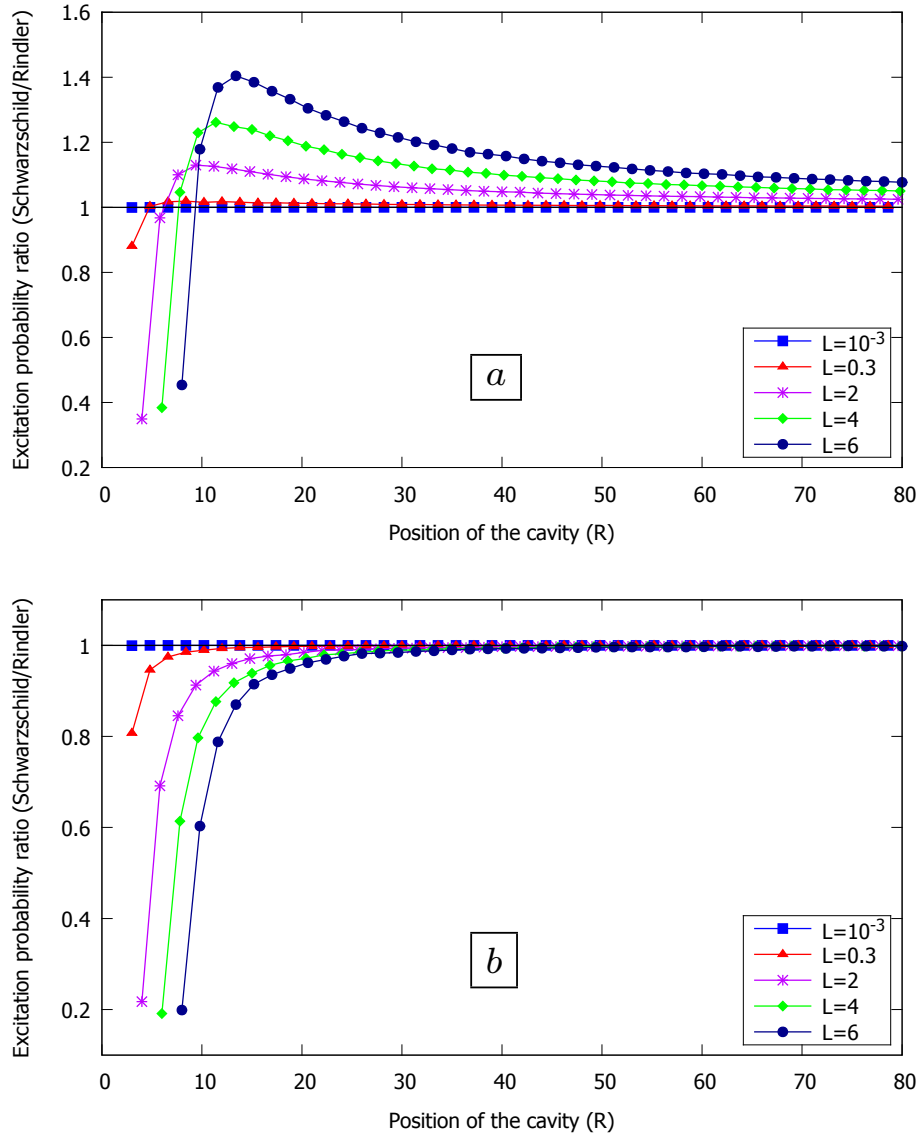 1.6
1.4
1.2
1
0.8
0.6
0.4
0.2
0 10 20 30 40 50 60 70 80
Excitation probability ratio (Schwarzschild/Rindler)
Position of the cavity (R)
a
L=10⁻³
L=0.3
L=2
L=4
L=6
1
0.8
0.6
0.4
0.2
0 10 20 30 40 50 60 70 80
Excitation probability ratio (Schwarzschild/Rindler)
Position of the cavity (R)
b
L=10⁻³
L=0.3
L=2
L=4
L=6